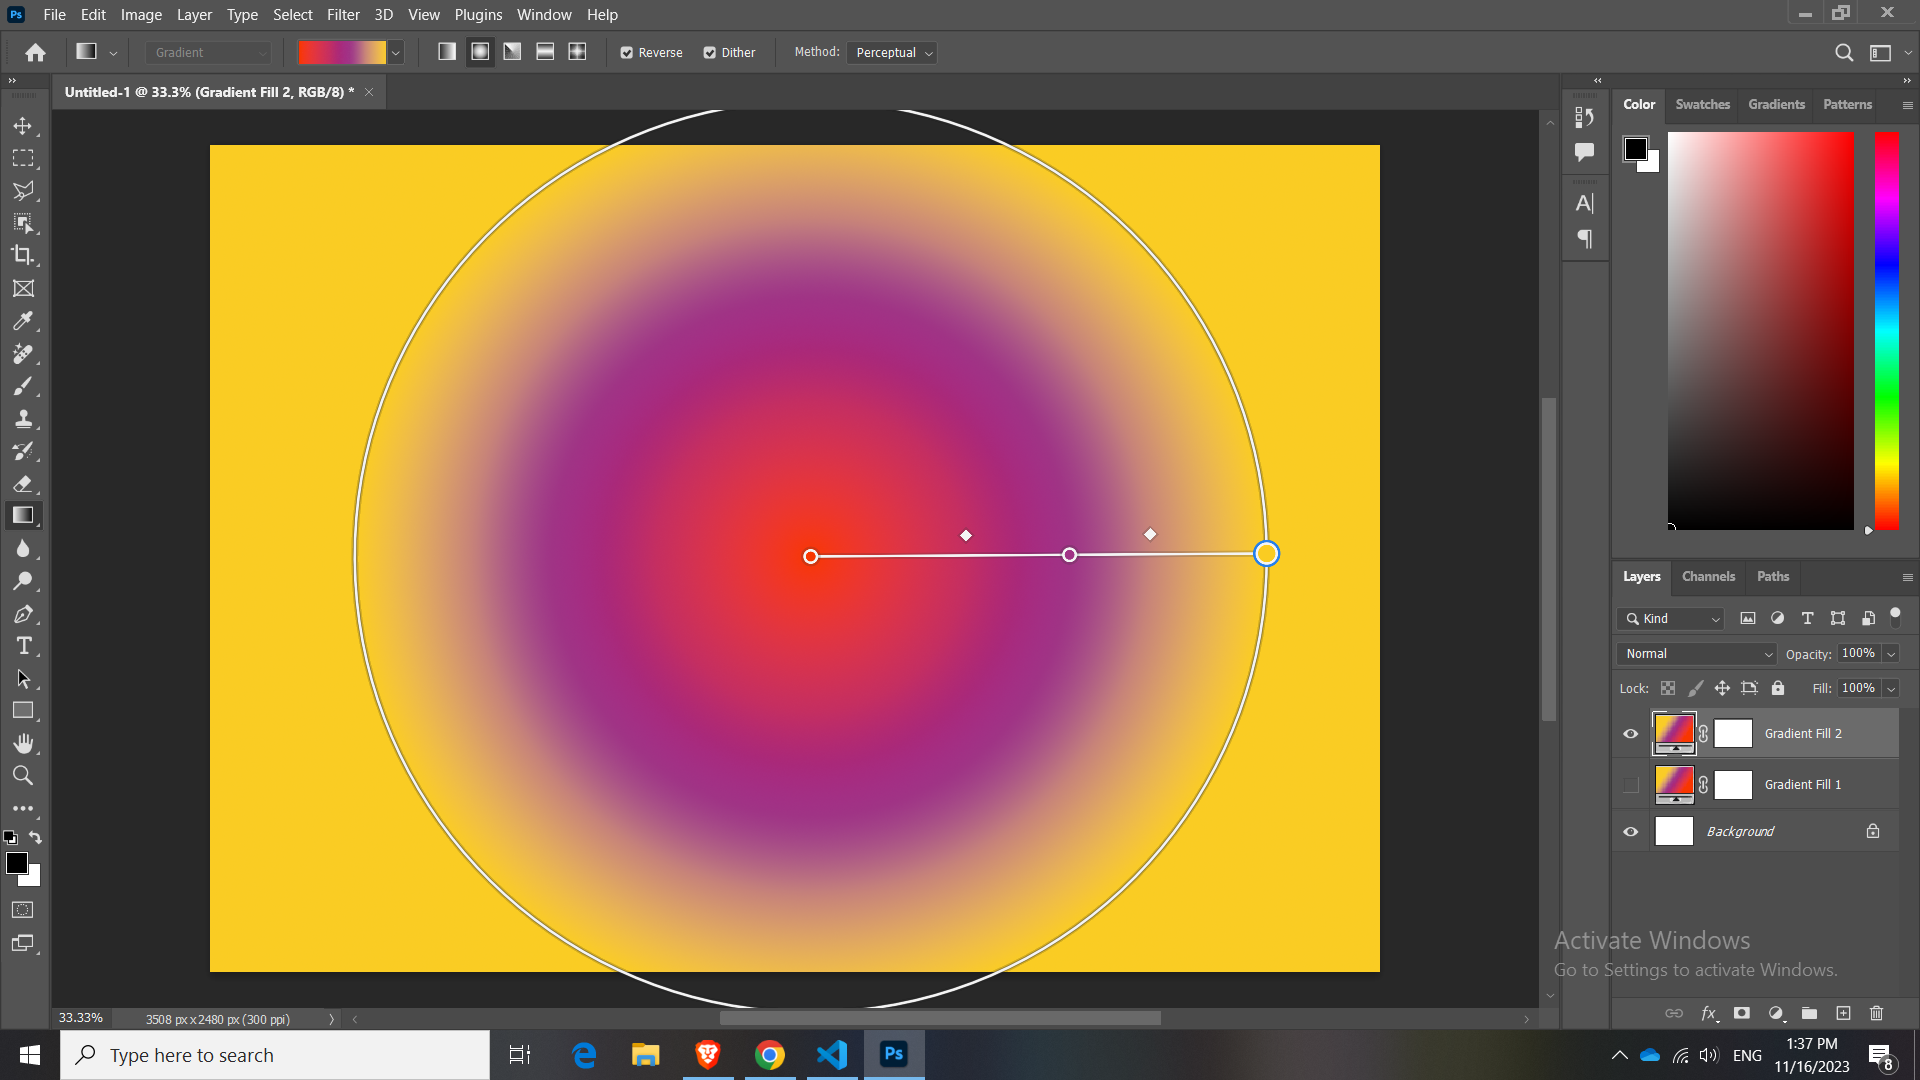 Ps File Edit Image Layer Type Select Filter 3D View Plugins Window Help
Gradient Reverse Dither Method: Perceptual
Untitled-1 @ 33.3% (Gradient Fill 2, RGB/8) *
Color Swatches Gradients Patterns
Layers Channels Paths
Kind
Normal Opacity: 100%
Lock: Fill: 100%
Gradient Fill 2
Gradient Fill 1
Background
Activate Windows
Go to Settings to activate Windows.
33.33% 3508 px x 2480 px (300 ppi)
fx
Type here to search
Ps
ENG
1:37 PM
11/16/2023
8